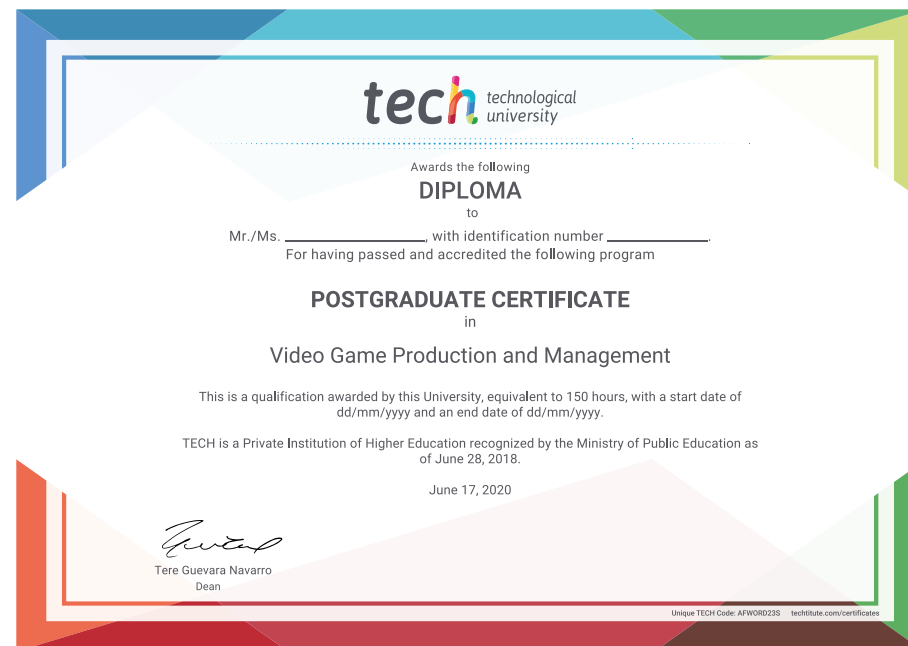 tech technological
university
Awards the following
DIPLOMA
to
Mr./Ms. ____________________, with identification number ______________.
For having passed and accredited the following program
POSTGRADUATE CERTIFICATE
in
Video Game Production and Management
This is a qualification awarded by this University, equivalent to 150 hours, with a start date of
dd/mm/yyyy and an end date of dd/mm/yyyy.
TECH is a Private Institution of Higher Education recognized by the Ministry of Public Education as
of June 28, 2018.
June 17, 2020
Tere Guevara Navarro
Dean
Unique TECH Code: AFWORD23S techtitute.com/certificates